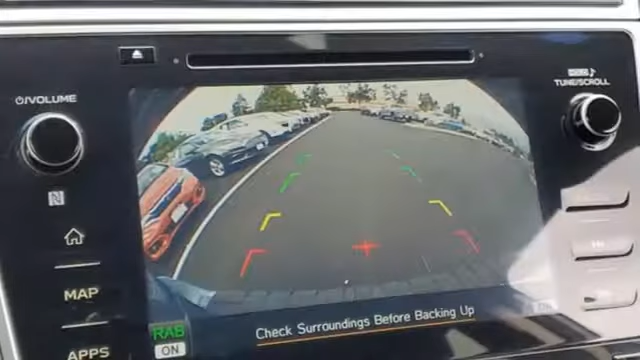 ⏻/VOLUME
TUNE/SCROLL
MAP
APPS
RAB
ON
Check Surroundings Before Backing Up